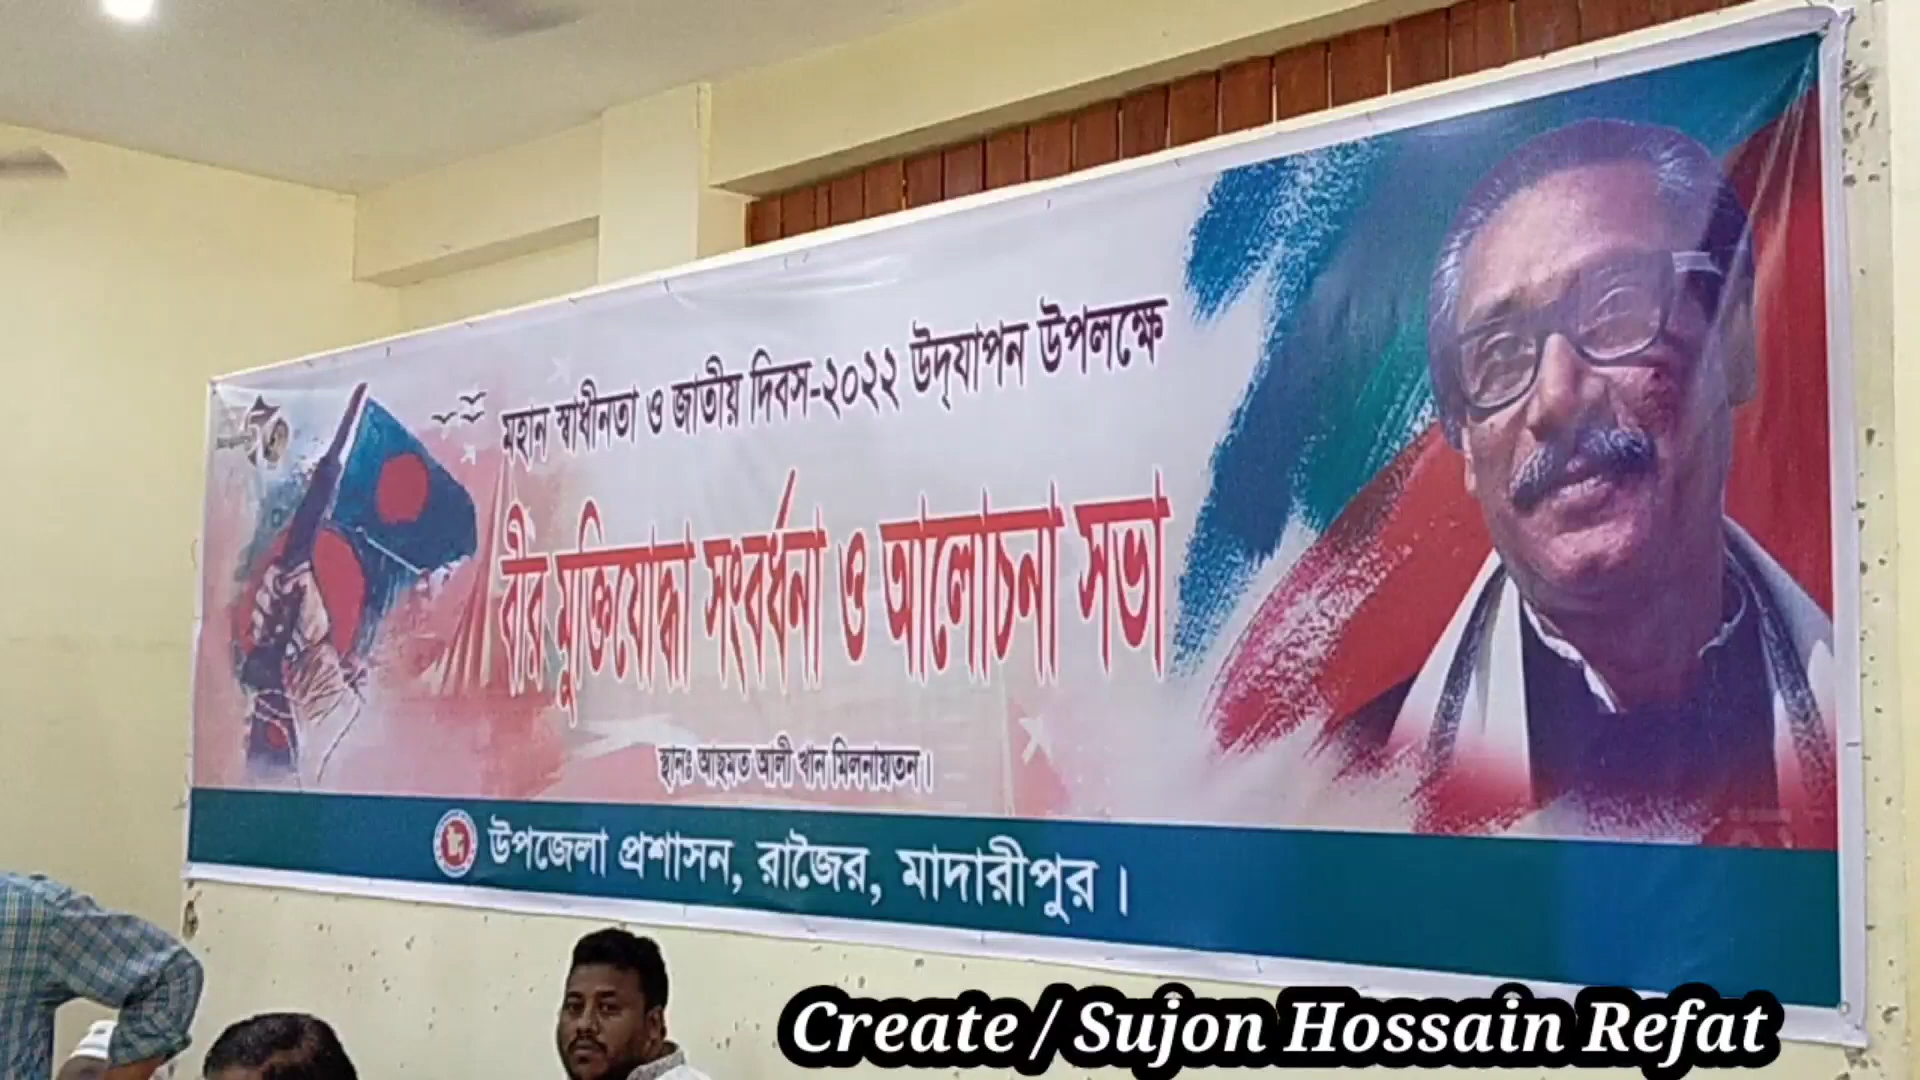 মহান স্বাধীনতা ও জাতীয় দিবস-২০২২ উদ্‌যাপন উপলক্ষে
বীর মুক্তিযোদ্ধা সংবর্ধনা ও আলোচনা সভা
স্থানঃ আছমত আলী খান মিলনায়তন।
উপজেলা প্রশাসন, রাজৈর, মাদারীপুর।
Create / Sujon Hossain Refat